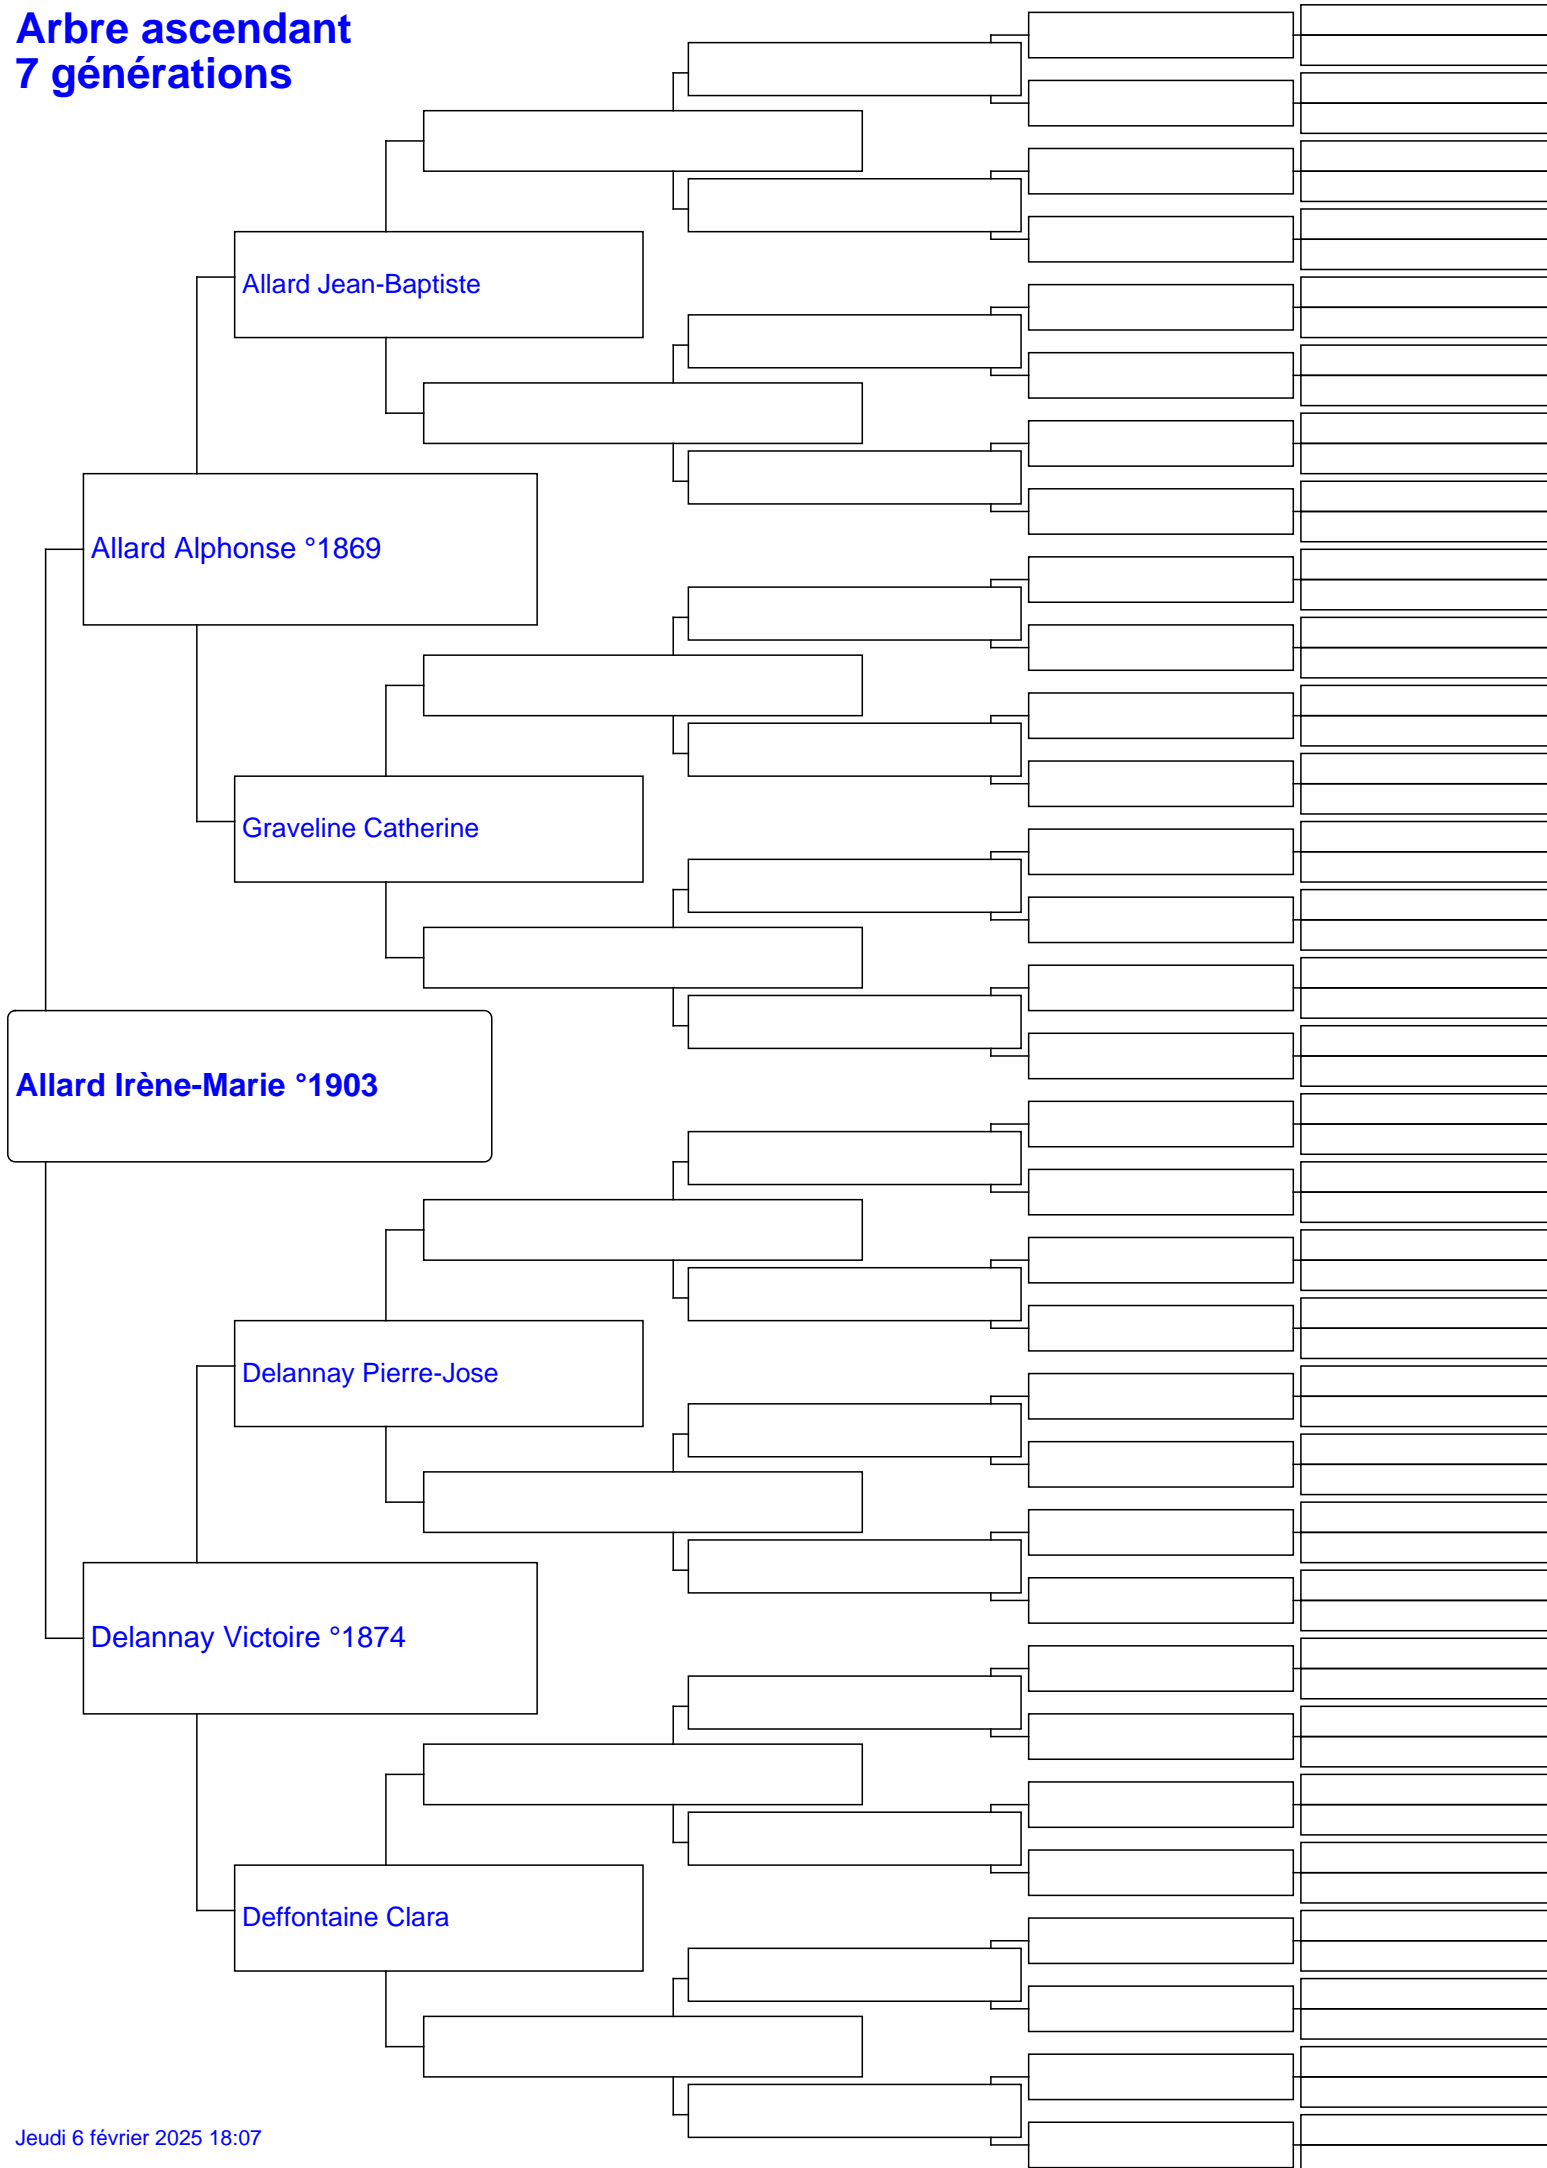 Arbre ascendant
7 générations
Allard Jean-Baptiste
Allard Alphonse °1869
Graveline Catherine
Allard Irène-Marie °1903
Delannay Pierre-Jose
Delannay Victoire °1874
Deffontaine Clara
Jeudi 6 février 2025 18:07